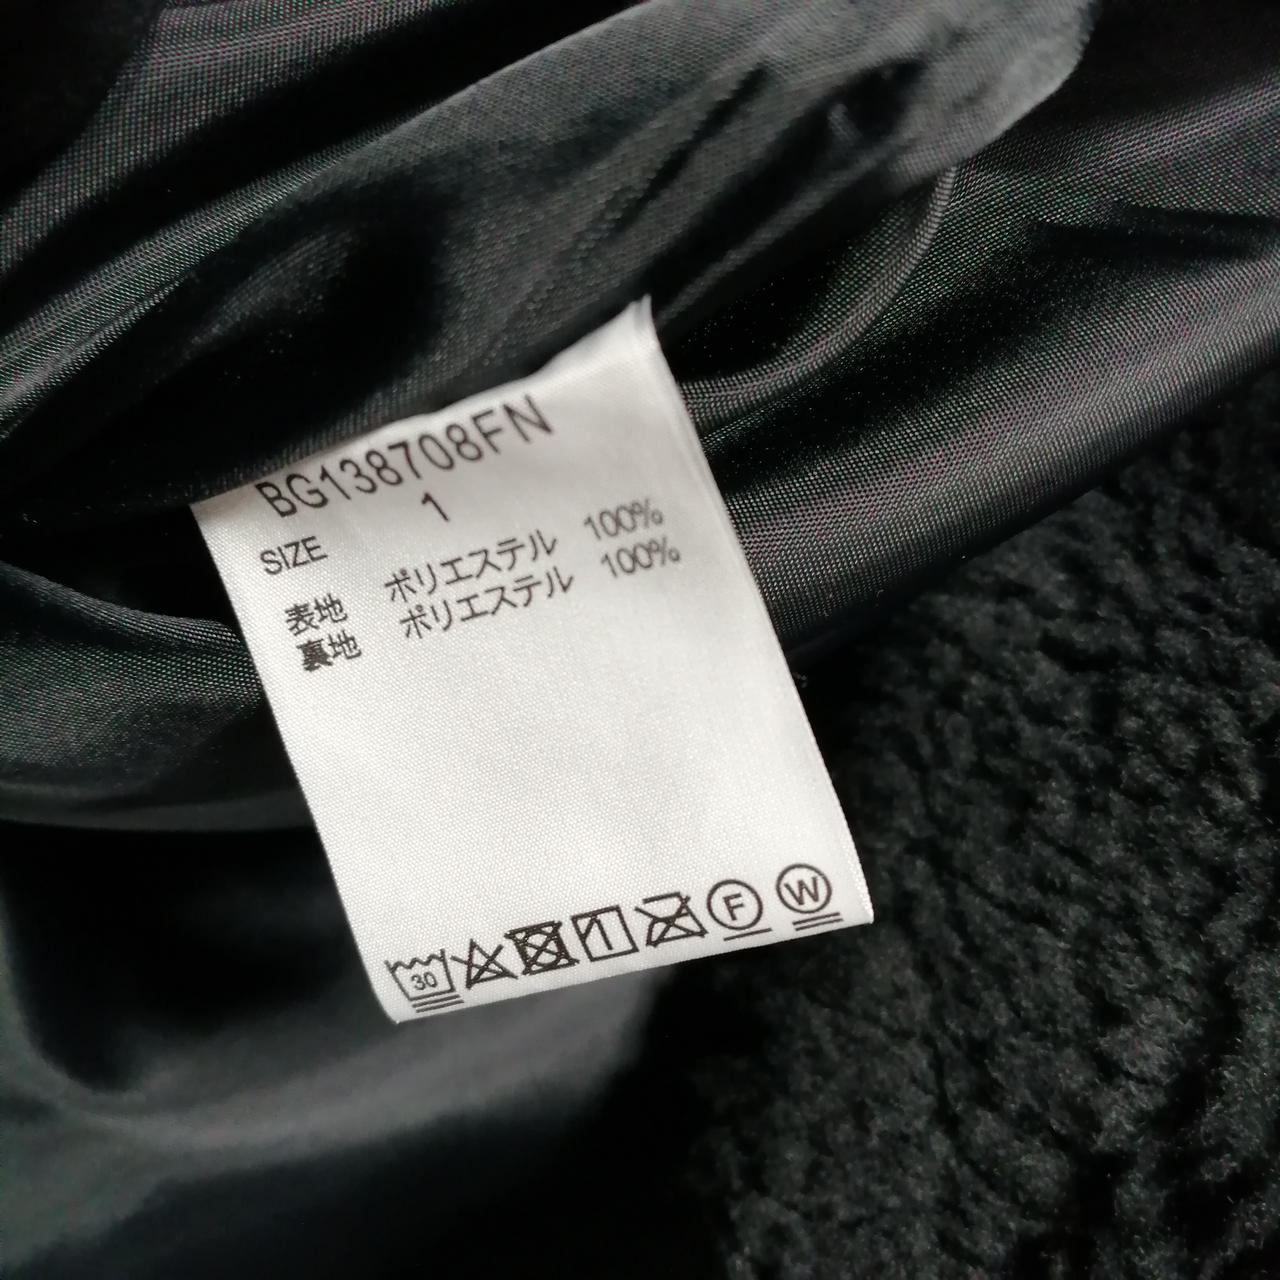 BG138708FN
SIZE 1
表地 ポリエステル 100%
裏地 ポリエステル 100%
30 F W